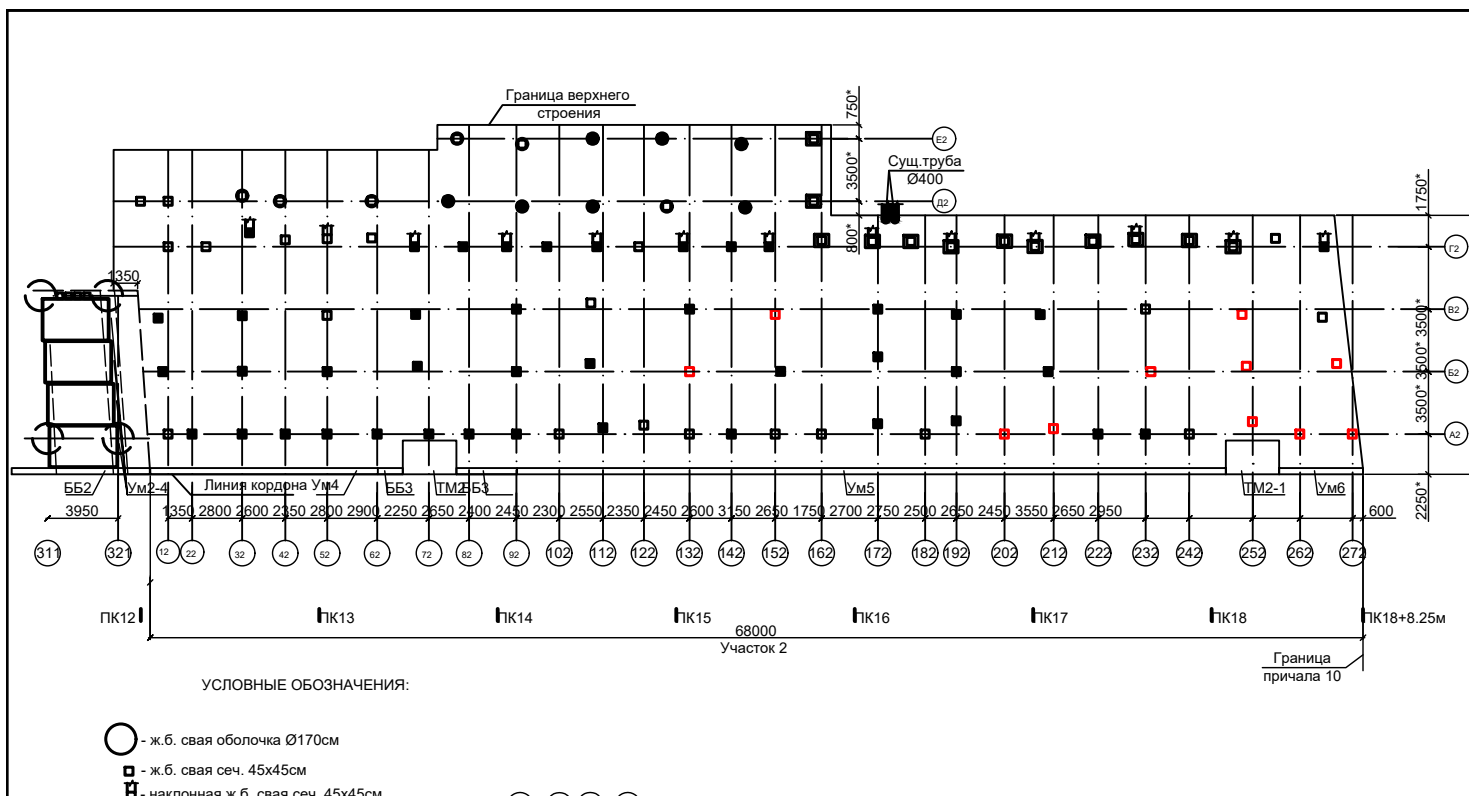 Граница верхнего
строения
750*
Е2
Сущ.труба
Ø400
3500*
Д2
1750*
800*
Г2
1350
В2
3500*
3500*
Б2
3500*
А2
ББ2
Ум2-4
Линия кордона Ум4
ББ3
ТМ2
ББ3
Ум5
ТМ2-1
Ум6
2250*
3950
1350 2800 2600 2350 2800 2900 2250 2650 2400 2450 2300 2550 2350 2450 2600 3150 2650 1750 2700 2750 2500 2650 2450 3550 2650 2950
600
311 321 12 22 32 42 52 62 72 82 92 102 112 122 132 142 152 162 172 182 192 202 212 222 232 242 252 262 272
ПК12 ПК13 ПК14 ПК15 ПК16 ПК17 ПК18 ПК18+8.25м
68000
Участок 2
Граница
причала 10
УСЛОВНЫЕ ОБОЗНАЧЕНИЯ:
- ж.б. свая оболочка Ø170см
- ж.б. свая сеч. 45х45см
- наклонная ж.б. свая сеч. 45х45см